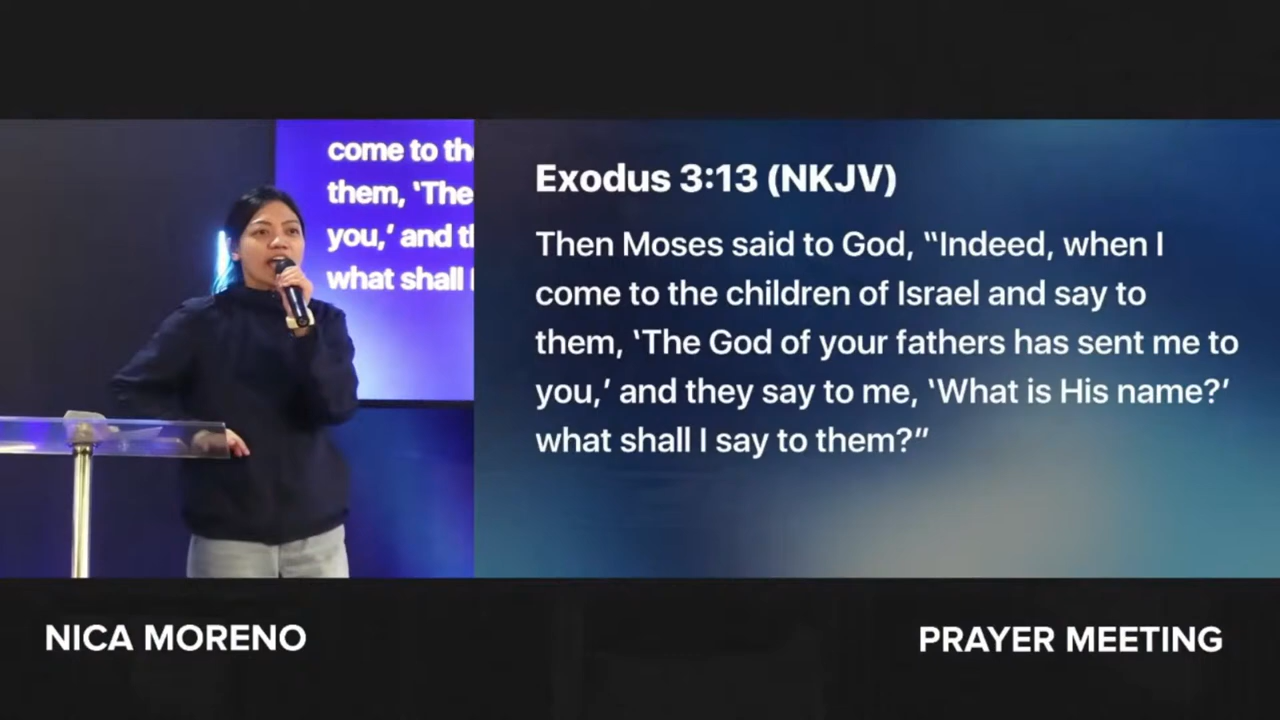 come to th
them, ‘The
you,’ and t
what shall
Exodus 3:13 (NKJV)
Then Moses said to God, “Indeed, when I
come to the children of Israel and say to
them, ‘The God of your fathers has sent me to
you,’ and they say to me, ‘What is His name?’
what shall I say to them?”
NICA MORENO
PRAYER MEETING